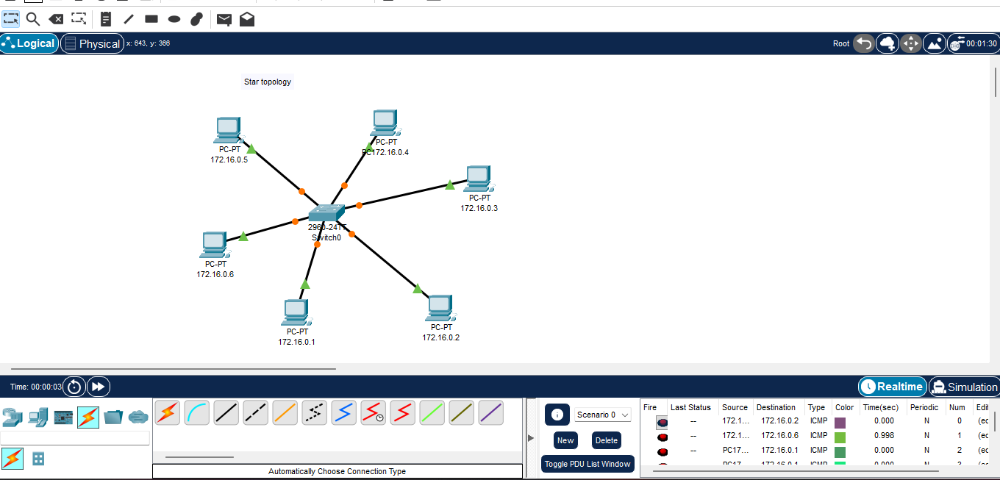 Logical
Physical
x: 643, y: 366
Root
00:01:30
Star topology
PC-PT
172.16.0.5
PC-PT
PC172.16.0.4
PC-PT
172.16.0.3
2960-24TT
Switch0
PC-PT
172.16.0.6
PC-PT
172.16.0.1
PC-PT
172.16.0.2
Time: 00:00:03
Realtime
Simulation
Scenario 0
New
Delete
Toggle PDU List Window
Automatically Choose Connection Type
Fire Last Status Source Destination Type Color Time(sec) Periodic Num Edit
-- 172.1... 172.16.0.2 ICMP 0.000 N 0 (ec
-- 172.1... 172.16.0.6 ICMP 0.998 N 1 (ec
-- PC17... 172.16.0.1 ICMP 0.000 N 2 (ec
PC17... 172.16.0.1 ICMP 0.000 N 3